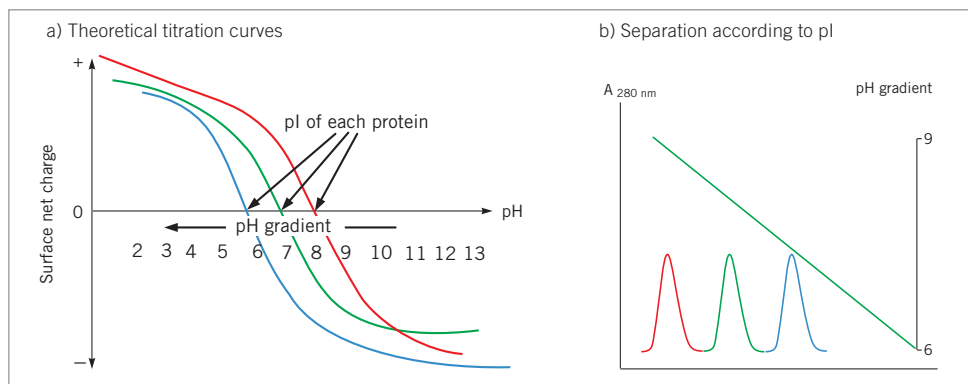 a) Theoretical titration curves
+
pI of each protein
Surface net charge
0
pH
pH gradient
2 3 4 5 6 7 8 9 10 11 12 13
–
b) Separation according to pI
A 280 nm
pH gradient
9
6